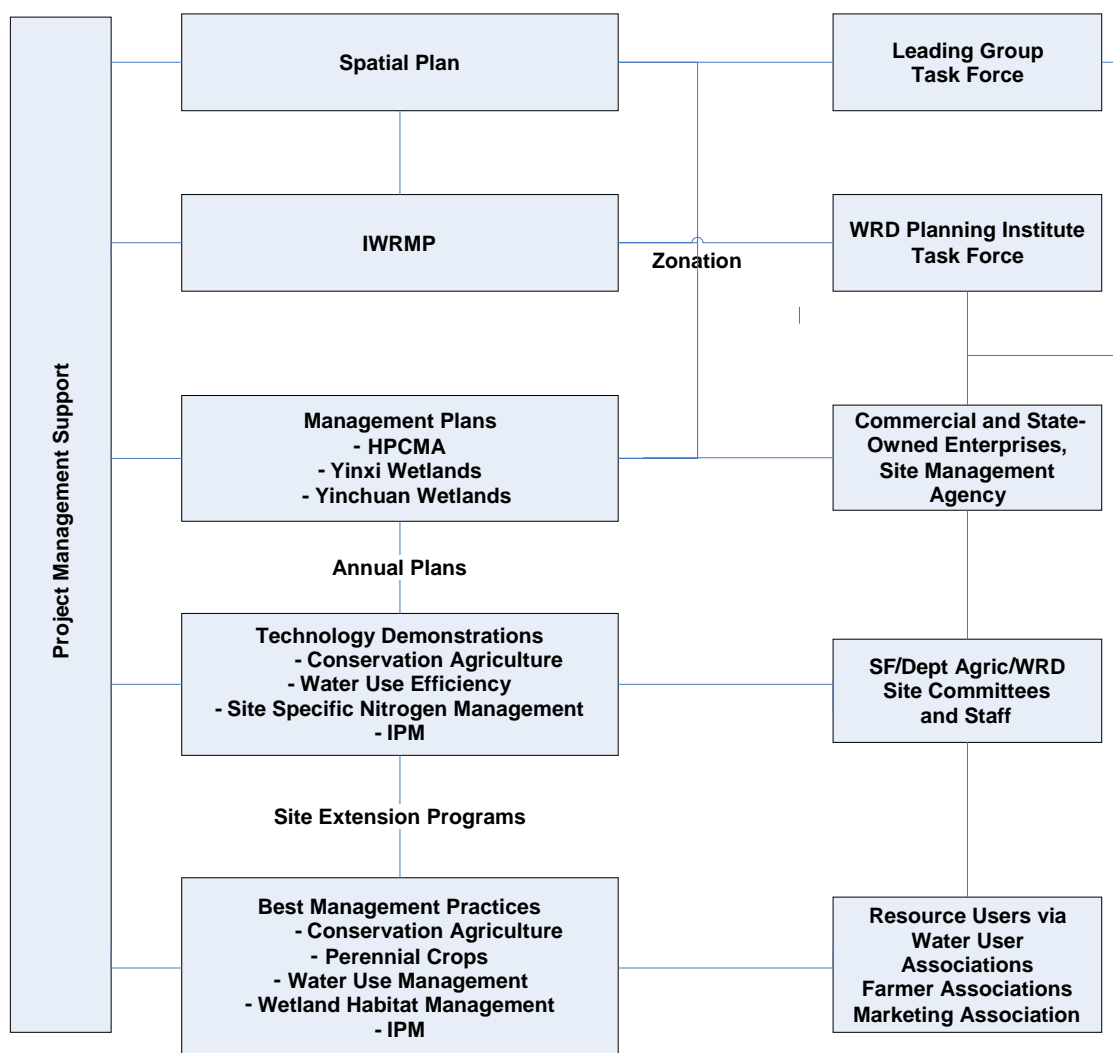 Project Management Support
Spatial Plan
Leading Group
Task Force
IWRMP
WRD Planning Institute
Task Force
Zonation
Management Plans
- HPCMA
- Yinxi Wetlands
- Yinchuan Wetlands
Commercial and State-
Owned Enterprises,
Site Management
Agency
Annual Plans
Technology Demonstrations
- Conservation Agriculture
- Water Use Efficiency
- Site Specific Nitrogen Management
- IPM
SF/Dept Agric/WRD
Site Committees
and Staff
Site Extension Programs
Best Management Practices
- Conservation Agriculture
- Perennial Crops
- Water Use Management
- Wetland Habitat Management
- IPM
Resource Users via
Water User
Associations
Farmer Associations
Marketing Association